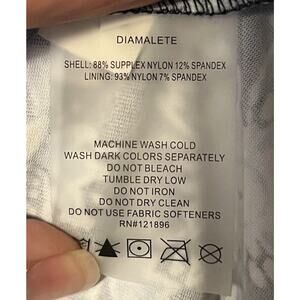 DIAMALETE
SHELL: 88% SUPPLEX NYLON 12% SPANDEX
LINING: 93% NYLON 7% SPANDEX
MACHINE WASH COLD
WASH DARK COLORS SEPARATELY
DO NOT BLEACH
TUMBLE DRY LOW
DO NOT IRON
DO NOT DRY CLEAN
DO NOT USE FABRIC SOFTENERS
RN#121896